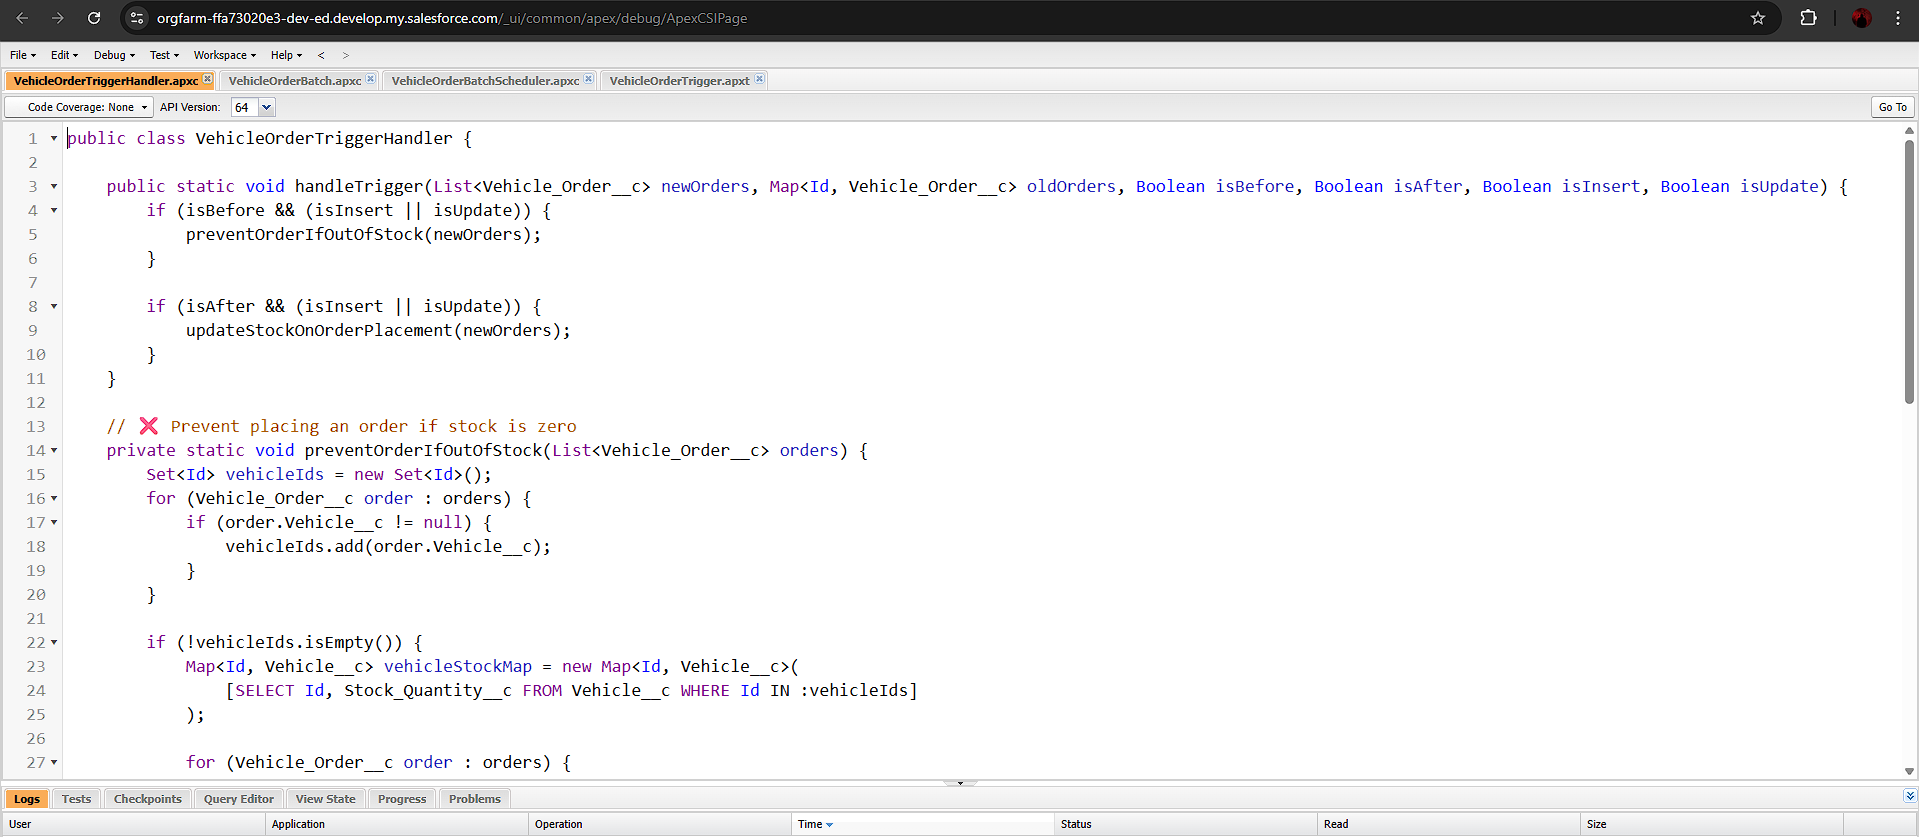 orgfarm-ffa73020e3-dev-ed.develop.my.salesforce.com/_ui/common/apex/debug/ApexCSIPage
File Edit Debug Test Workspace Help < >
VehicleOrderTriggerHandler.apxc VehicleOrderBatch.apxc VehicleOrderBatchScheduler.apxc VehicleOrderTrigger.apxt
Code Coverage: None API Version: 64 Go To
1 public class VehicleOrderTriggerHandler {
2
3 public static void handleTrigger(List<Vehicle_Order__c> newOrders, Map<Id, Vehicle_Order__c> oldOrders, Boolean isBefore, Boolean isAfter, Boolean isInsert, Boolean isUpdate) {
4 if (isBefore && (isInsert || isUpdate)) {
5 preventOrderIfOutOfStock(newOrders);
6 }
7
8 if (isAfter && (isInsert || isUpdate)) {
9 updateStockOnOrderPlacement(newOrders);
10 }
11 }
12
13 // ❌ Prevent placing an order if stock is zero
14 private static void preventOrderIfOutOfStock(List<Vehicle_Order__c> orders) {
15 Set<Id> vehicleIds = new Set<Id>();
16 for (Vehicle_Order__c order : orders) {
17 if (order.Vehicle__c != null) {
18 vehicleIds.add(order.Vehicle__c);
19 }
20 }
21
22 if (!vehicleIds.isEmpty()) {
23 Map<Id, Vehicle__c> vehicleStockMap = new Map<Id, Vehicle__c>(
24 [SELECT Id, Stock_Quantity__c FROM Vehicle__c WHERE Id IN :vehicleIds]
25 );
26
27 for (Vehicle_Order__c order : orders) {
Logs Tests Checkpoints Query Editor View State Progress Problems
User Application Operation Time Status Read Size